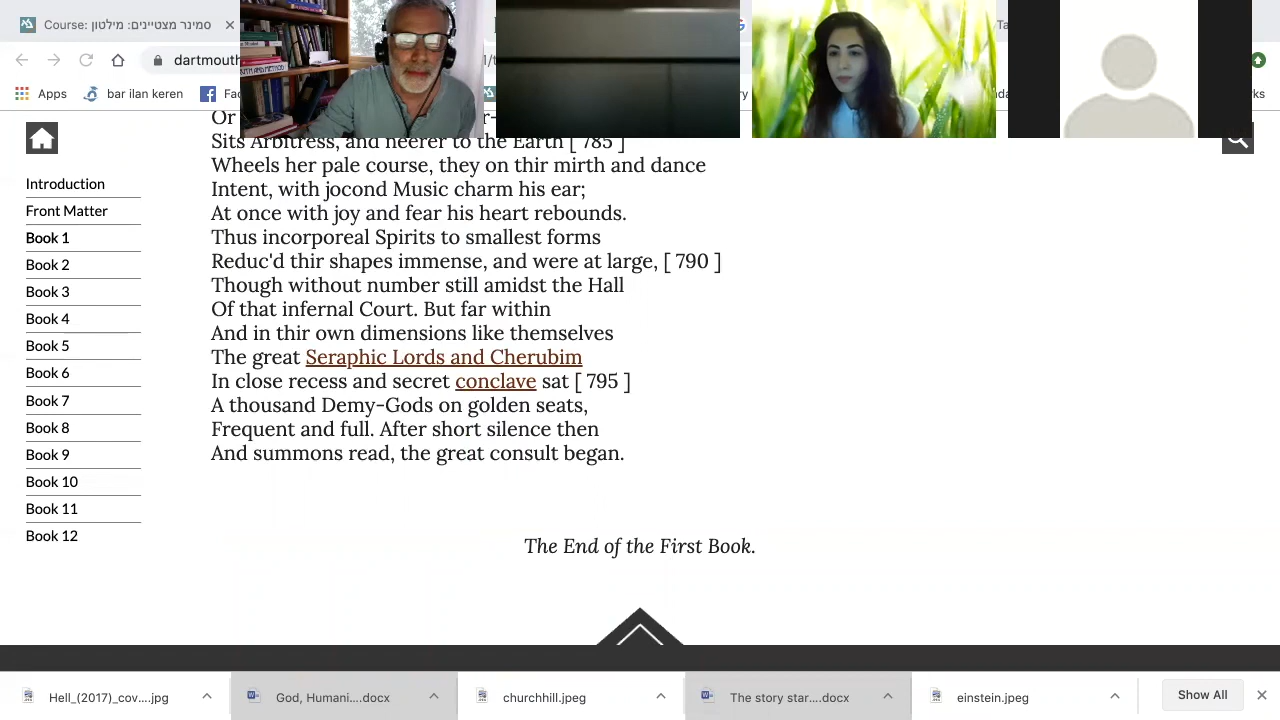 Course: סמינר מצטיינים: מילטון
dartmouth
Apps
bar ilan keren
Or
Sits Arbitress, and neerer to the Earth [ 785 ]
Wheels her pale course, they on thir mirth and dance
Intent, with jocond Music charm his ear;
At once with joy and fear his heart rebounds.
Thus incorporeal Spirits to smallest forms
Reduc'd thir shapes immense, and were at large, [ 790 ]
Though without number still amidst the Hall
Of that infernal Court. But far within
And in thir own dimensions like themselves
The great Seraphic Lords and Cherubim
In close recess and secret conclave sat [ 795 ]
A thousand Demy-Gods on golden seats,
Frequent and full. After short silence then
And summons read, the great consult began.
The End of the First Book.
Introduction
Front Matter
Book 1
Book 2
Book 3
Book 4
Book 5
Book 6
Book 7
Book 8
Book 9
Book 10
Book 11
Book 12
Hell_(2017)_cov....jpg
God, Humani....docx
churchhill.jpeg
The story star....docx
einstein.jpeg
Show All